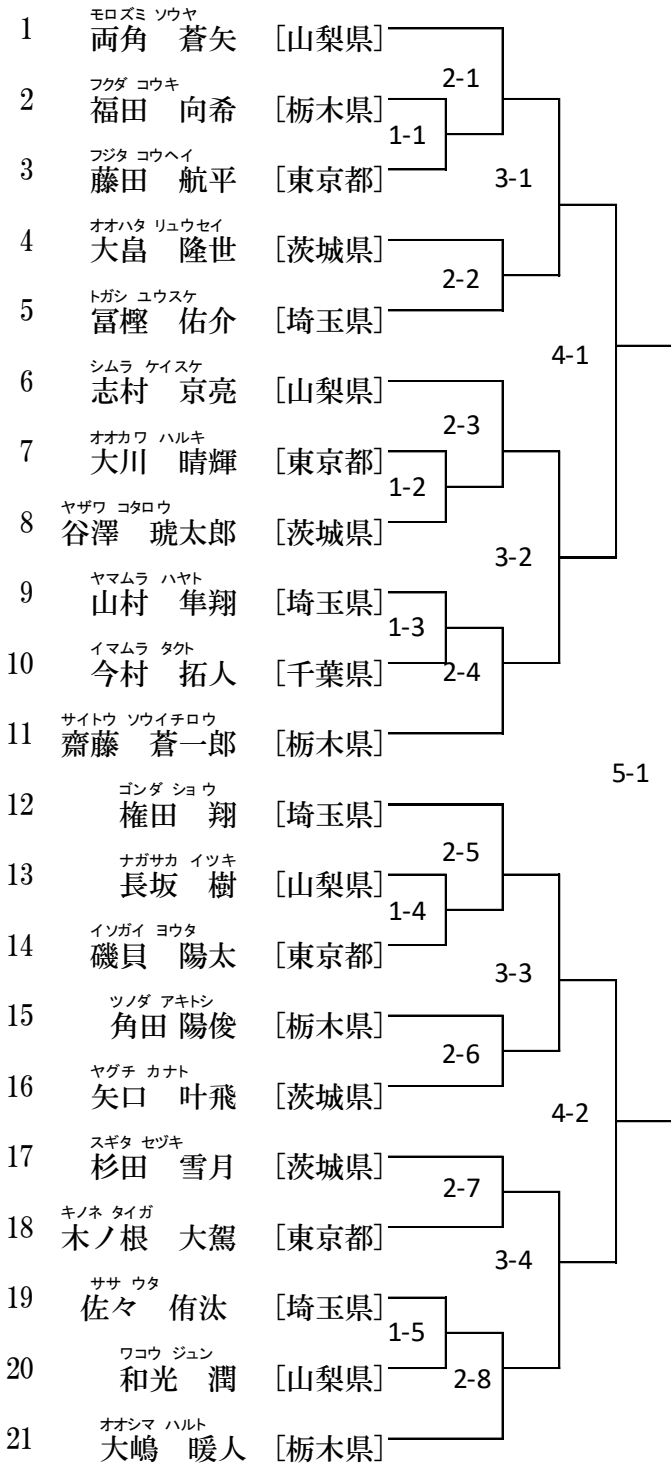 モロズミ ソウヤ
1 両角　蒼矢 [山梨県]
2-1
フクダ コウキ
2 福田　向希 [栃木県]
1-1
フジタ コウヘイ
3 藤田　航平 [東京都]
3-1
オオハタ リュウセイ
4 大畠　隆世 [茨城県]
2-2
トガシ ユウスケ
5 冨樫　佑介 [埼玉県]
4-1
シムラ ケイスケ
6 志村　京亮 [山梨県]
2-3
オオカワ ハルキ
7 大川　晴輝 [東京都]
1-2
ヤザワ コタロウ
8 谷澤　琥太郎 [茨城県]
3-2
ヤマムラ ハヤト
9 山村　隼翔 [埼玉県]
1-3
イマムラ タクト
10 今村　拓人 [千葉県]
2-4
サイトウ ソウイチロウ
11 齋藤　蒼一郎 [栃木県]
5-1
ゴンダ ショウ
12 権田　翔 [埼玉県]
2-5
ナガサカ イツキ
13 長坂　樹 [山梨県]
1-4
イソガイ ヨウタ
14 磯貝　陽太 [東京都]
3-3
ツノダ アキトシ
15 角田 陽俊 [栃木県]
2-6
ヤグチ カナト
16 矢口　叶飛 [茨城県]
4-2
スギタ セヅキ
17 杉田　雪月 [茨城県]
2-7
キノネ タイガ
18 木ノ根　大駕 [東京都]
3-4
ササ ウタ
19 佐々　侑汰 [埼玉県]
1-5
ワコウ ジュン
20 和光　潤 [山梨県]
2-8
オオシマ ハルト
21 大嶋　暖人 [栃木県]